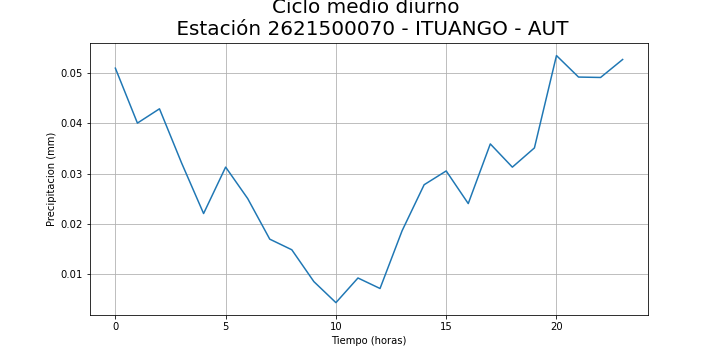 Ciclo medio diurno
Estación 2621500070 - ITUANGO - AUT
0.05
0.04
0.03
0.02
0.01
Precipitacion (mm)
0 5 10 15 20
Tiempo (horas)